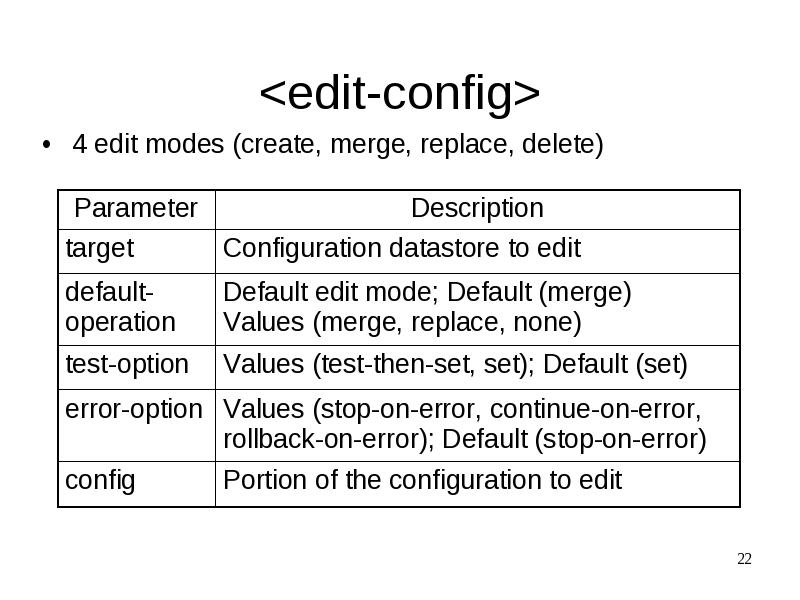 <edit-config>
• 4 edit modes (create, merge, replace, delete)
Parameter Description
target Configuration datastore to edit
default- Default edit mode; Default (merge)
operation Values (merge, replace, none)
test-option Values (test-then-set, set); Default (set)
error-option Values (stop-on-error, continue-on-error,
rollback-on-error); Default (stop-on-error)
config Portion of the configuration to edit
22